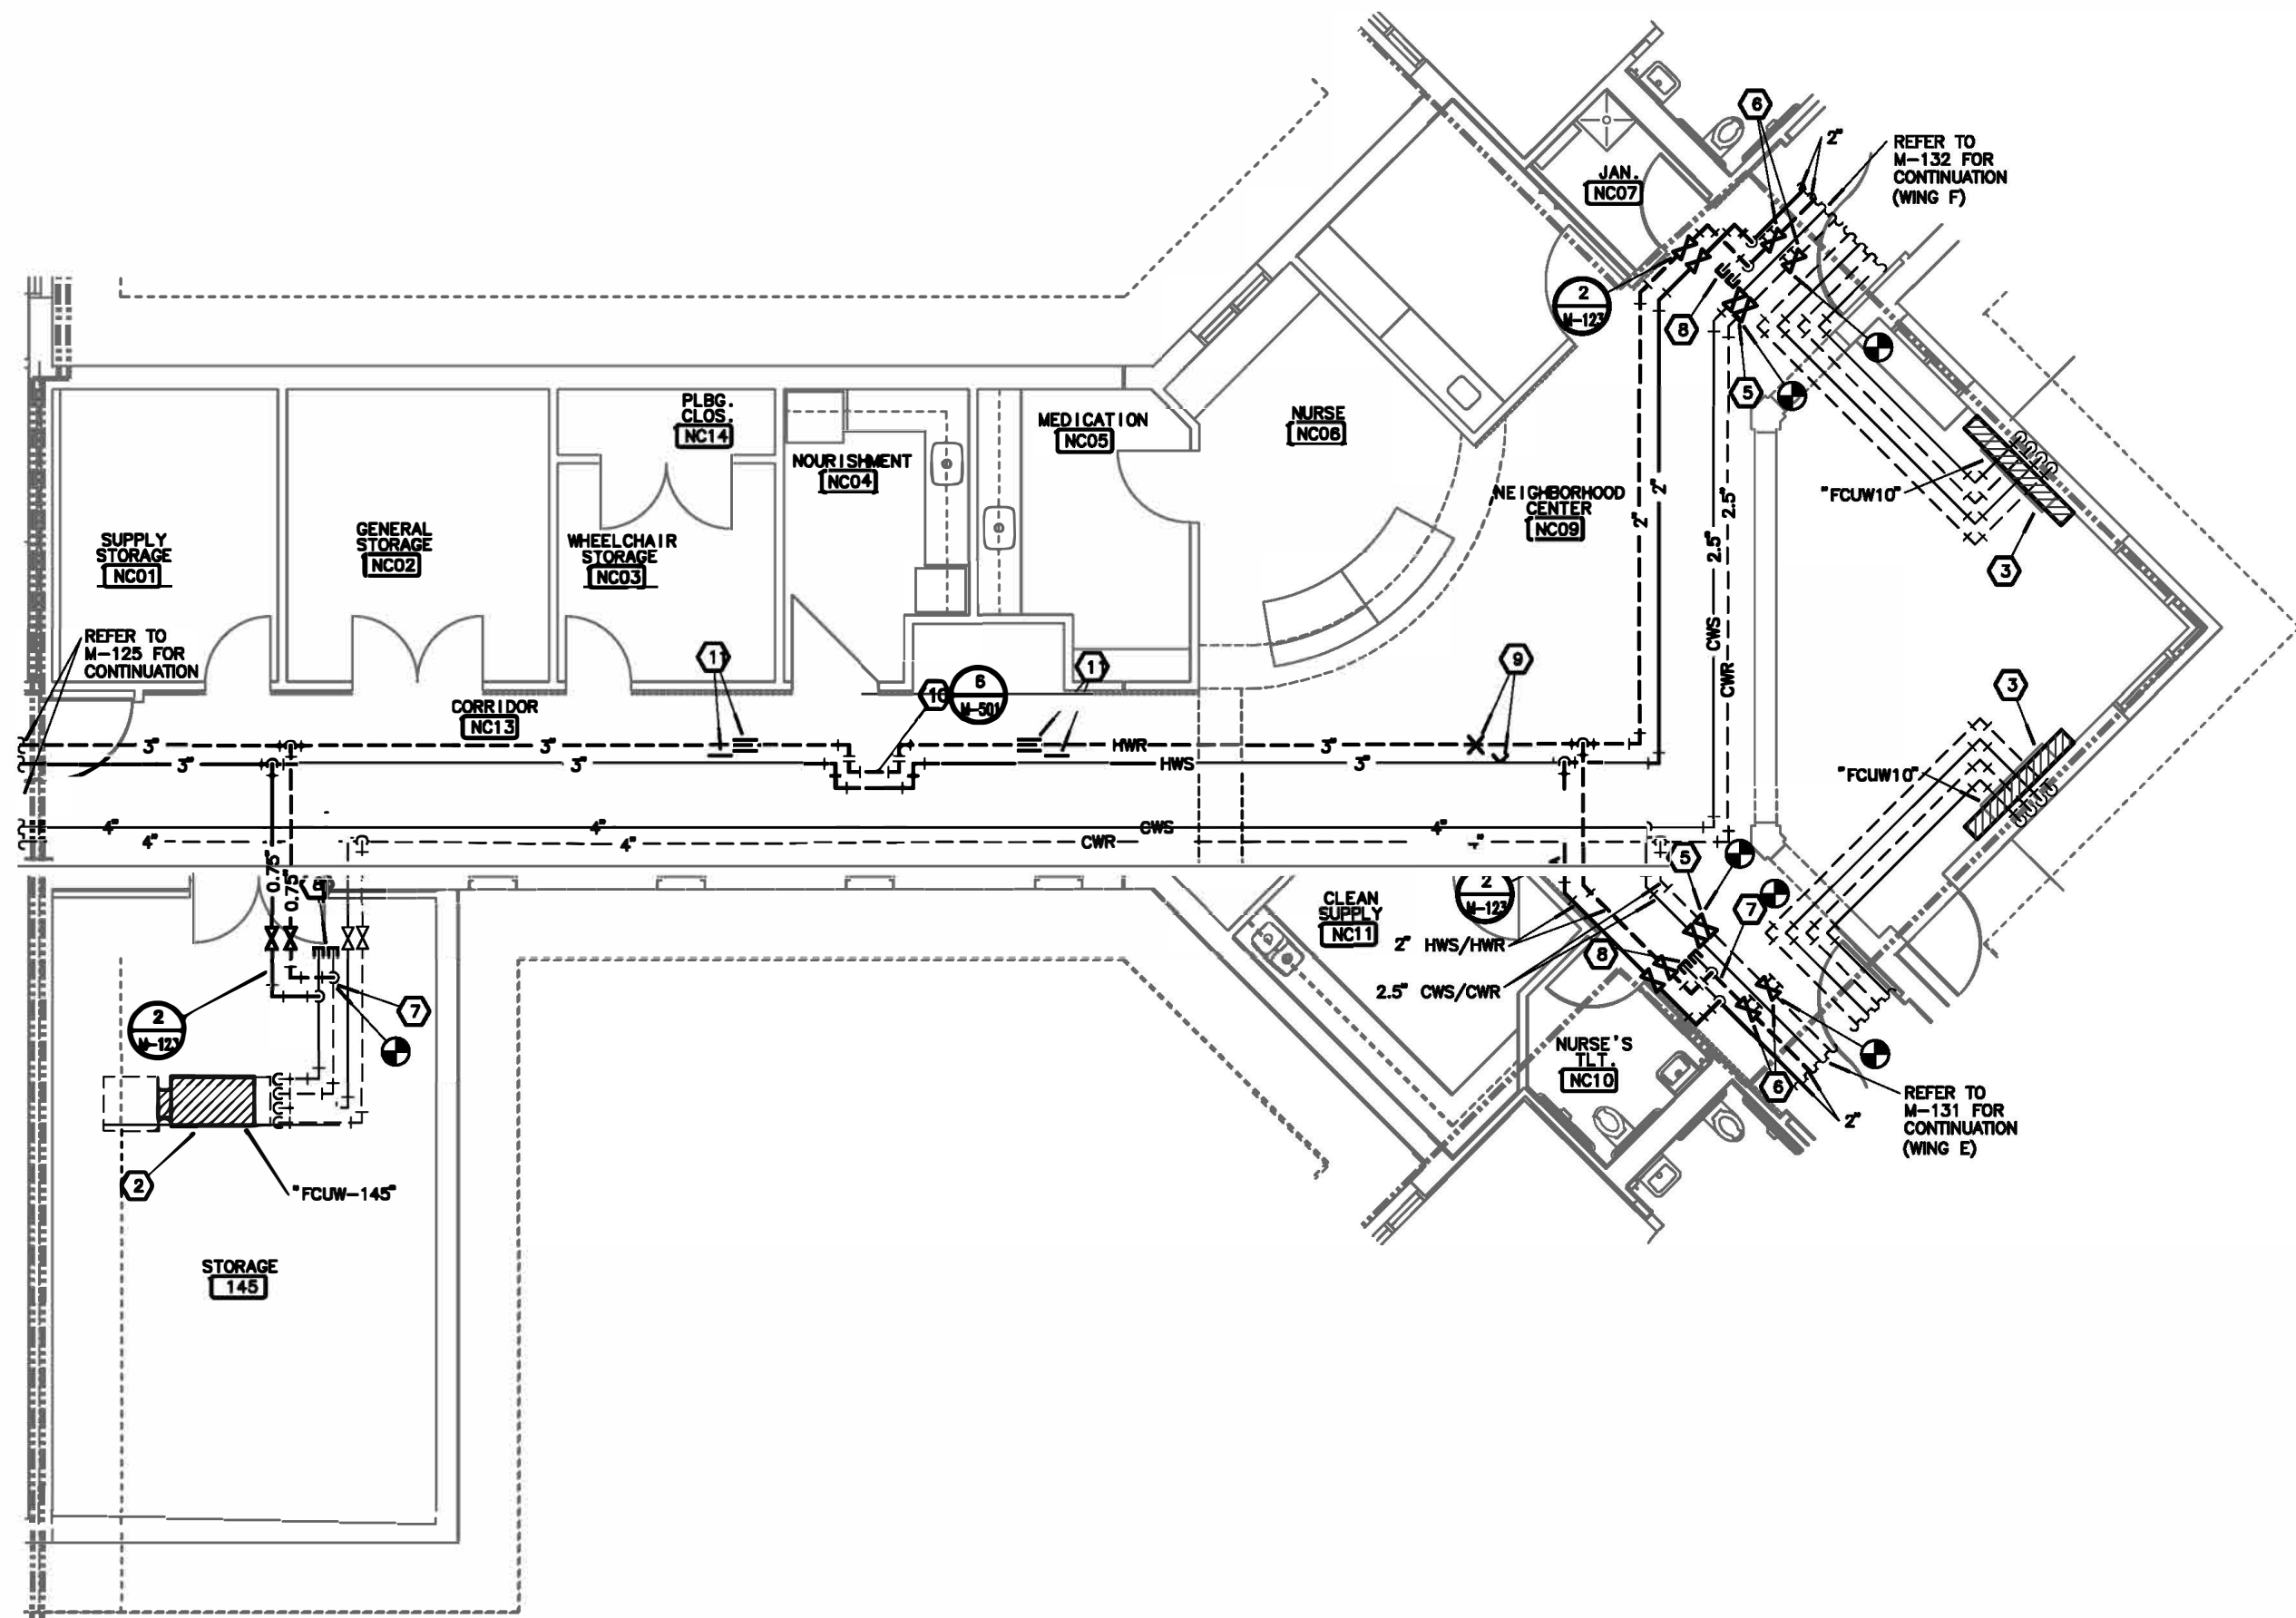 6
2"
REFER TO
M-132 FOR
CONTINUATION
(WING F)
JAN.
NC07
2
M-123
8
5
PLBG.
CLOS.
NC14
MEDICATION
NC05
NURSE
NC06
NOURISHMENT
NC04
"FCUW10"
NEIGHBORHOOD
CENTER
NC09
2"
2"
2.5"
2.5"
CWS
CWR
SUPPLY
STORAGE
NC01
GENERAL
STORAGE
NC02
WHEELCHAIR
STORAGE
NC03
3
REFER TO
M-125 FOR
CONTINUATION
11
11
9
10
6
M-501
3
CORRIDOR
NC13
3"
3"
HWR
3"
3"
3"
HWS
3"
"FCUW10"
4"
4"
CWS
4"
4"
4"
CWR
5
0.75"
0.75"
2
M-123
CLEAN
SUPPLY
NC11
7
2" HWS/HWR
8
2.5" CWS/CWR
7
2
M-123
NURSE'S
TLT.
NC10
6
2"
REFER TO
M-131 FOR
CONTINUATION
(WING E)
2
"FCUW-145"
STORAGE
145